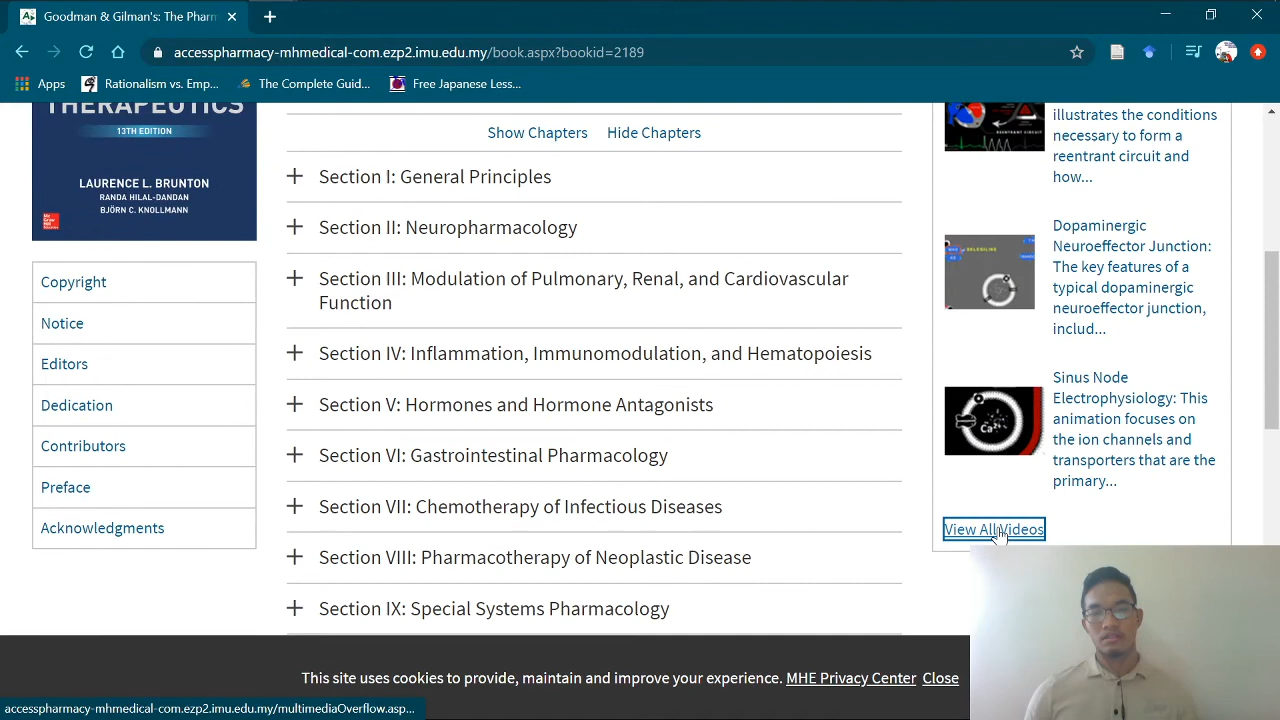 Goodman & Gilman's: The Pharm
accesspharmacy-mhmedical-com.ezp2.imu.edu.my/book.aspx?bookid=2189
Apps
Rationalism vs. Emp...
The Complete Guid...
Free Japanese Less...
THERAPEUTICS
13TH EDITION
LAURENCE L. BRUNTON
RANDA HILAL-DANDAN
BJÖRN C. KNOLLMANN
Mc
Graw
Hill
Education
Copyright
Notice
Editors
Dedication
Contributors
Preface
Acknowledgments
Show Chapters Hide Chapters
Section I: General Principles
Section II: Neuropharmacology
Section III: Modulation of Pulmonary, Renal, and Cardiovascular
Function
Section IV: Inflammation, Immunomodulation, and Hematopoiesis
Section V: Hormones and Hormone Antagonists
Section VI: Gastrointestinal Pharmacology
Section VII: Chemotherapy of Infectious Diseases
Section VIII: Pharmacotherapy of Neoplastic Disease
Section IX: Special Systems Pharmacology
REENTRANT CIRCUIT
illustrates the conditions
necessary to form a
reentrant circuit and
how...
SELEGILINE
Dopaminergic
Neuroeffector Junction:
The key features of a
typical dopaminergic
neuroeffector junction,
includ...
Ca2+
Sinus Node
Electrophysiology: This
animation focuses on
the ion channels and
transporters that are the
primary...
View All Videos
This site uses cookies to provide, maintain and improve your experience. MHE Privacy Center Close
accesspharmacy-mhmedical-com.ezp2.imu.edu.my/multimediaOverflow.asp...